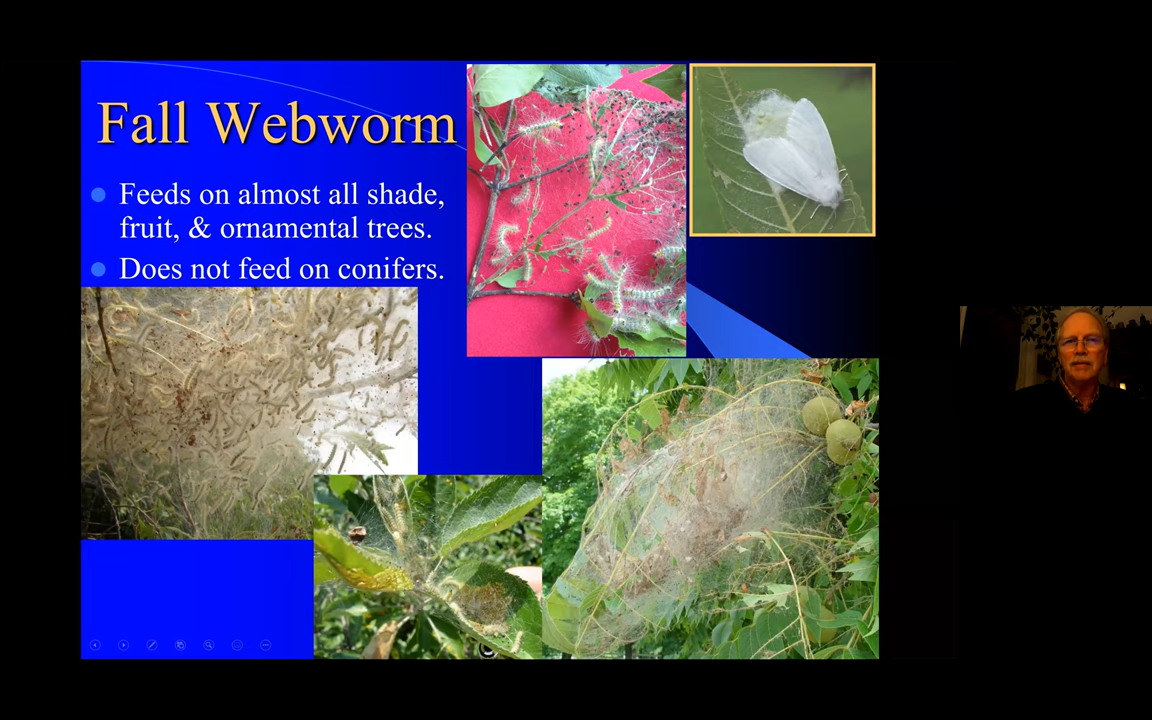 Fall Webworm
Feeds on almost all shade,
fruit, & ornamental trees.
Does not feed on conifers.